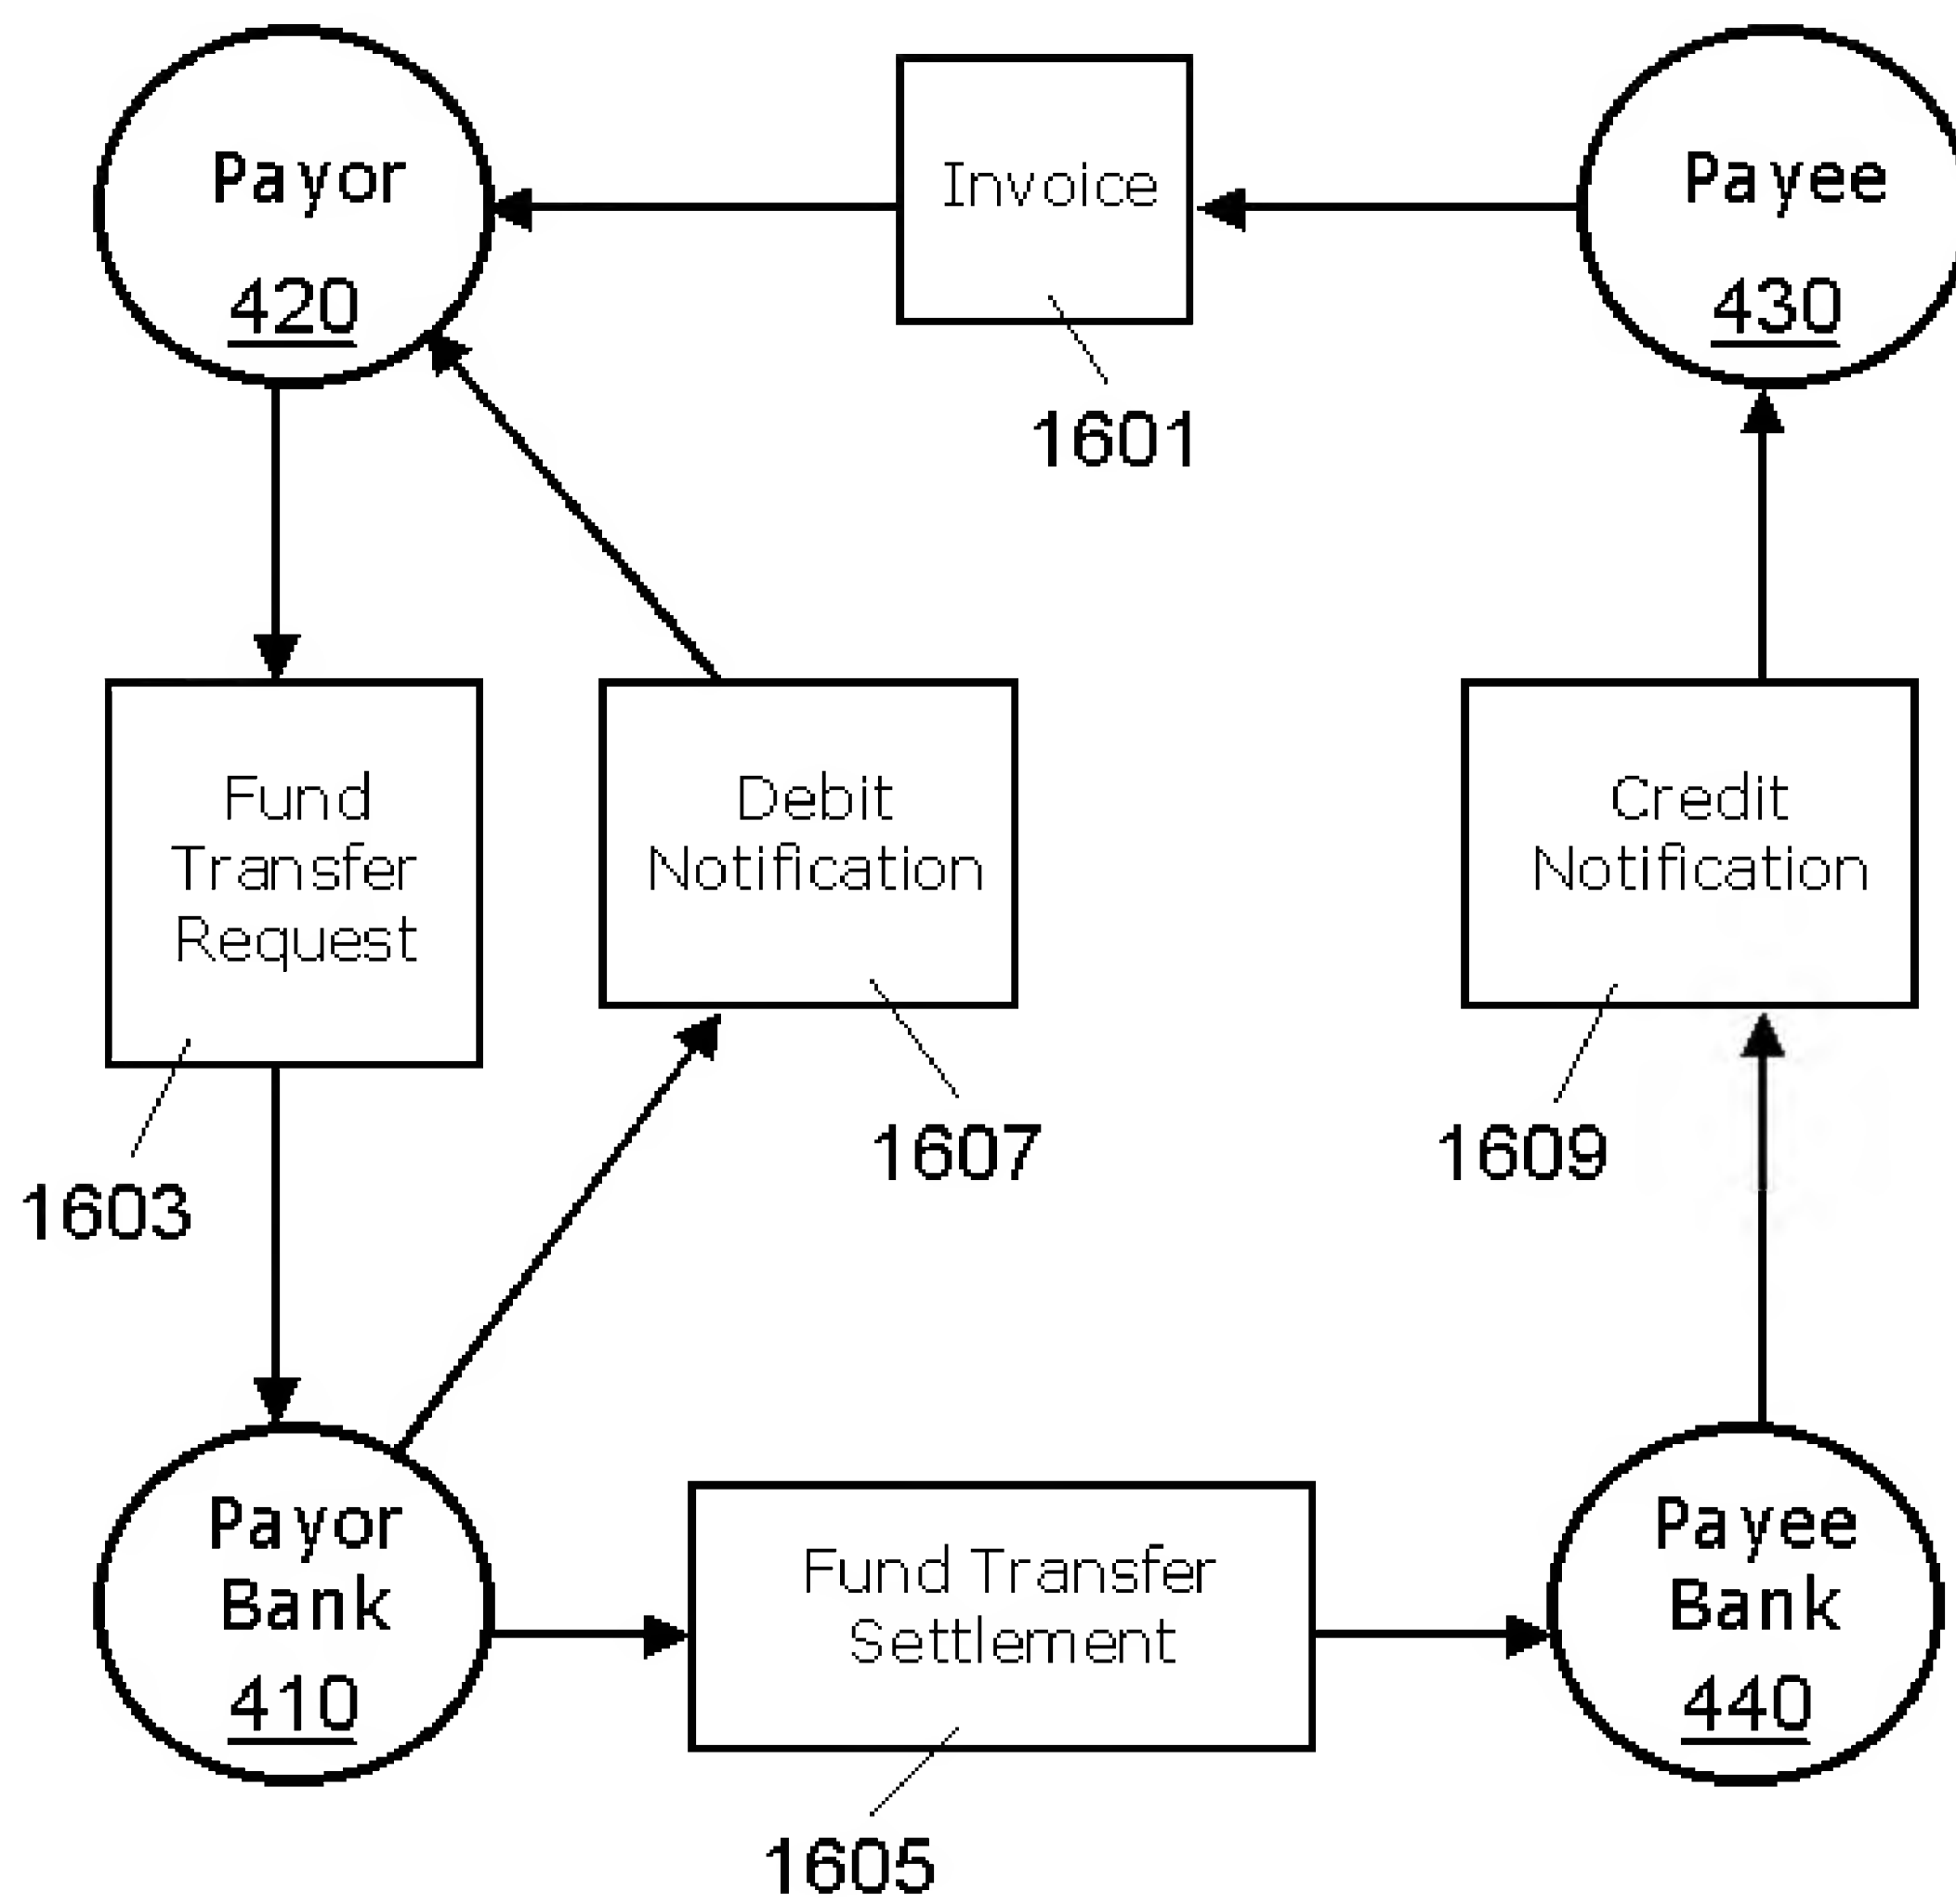 Payor
420
Invoice
1601
Payee
430
Fund
Transfer
Request
1603
Debit
Notification
1607
Credit
Notification
1609
Payor
Bank
410
Fund Transfer
Settlement
1605
Payee
Bank
440